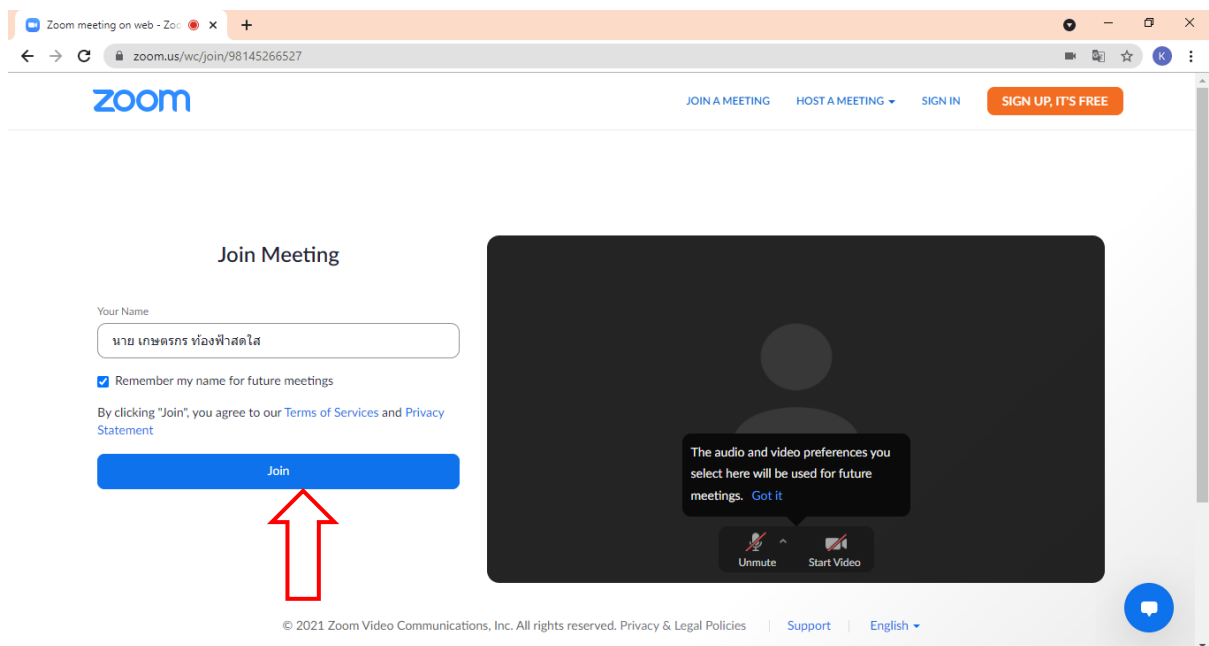 Zoom meeting on web - Zoo
zoom.us/wc/join/98145266527
K
zoom
JOIN A MEETING
HOST A MEETING
SIGN IN
SIGN UP, IT'S FREE
Join Meeting
Your Name
นาย เกษตรกร ท้องฟ้าสดใส
Remember my name for future meetings
By clicking "Join", you agree to our Terms of Services and Privacy
Statement
Join
The audio and video preferences you
select here will be used for future
meetings. Got it
Unmute
Start Video
© 2021 Zoom Video Communications, Inc. All rights reserved. Privacy & Legal Policies
Support
English